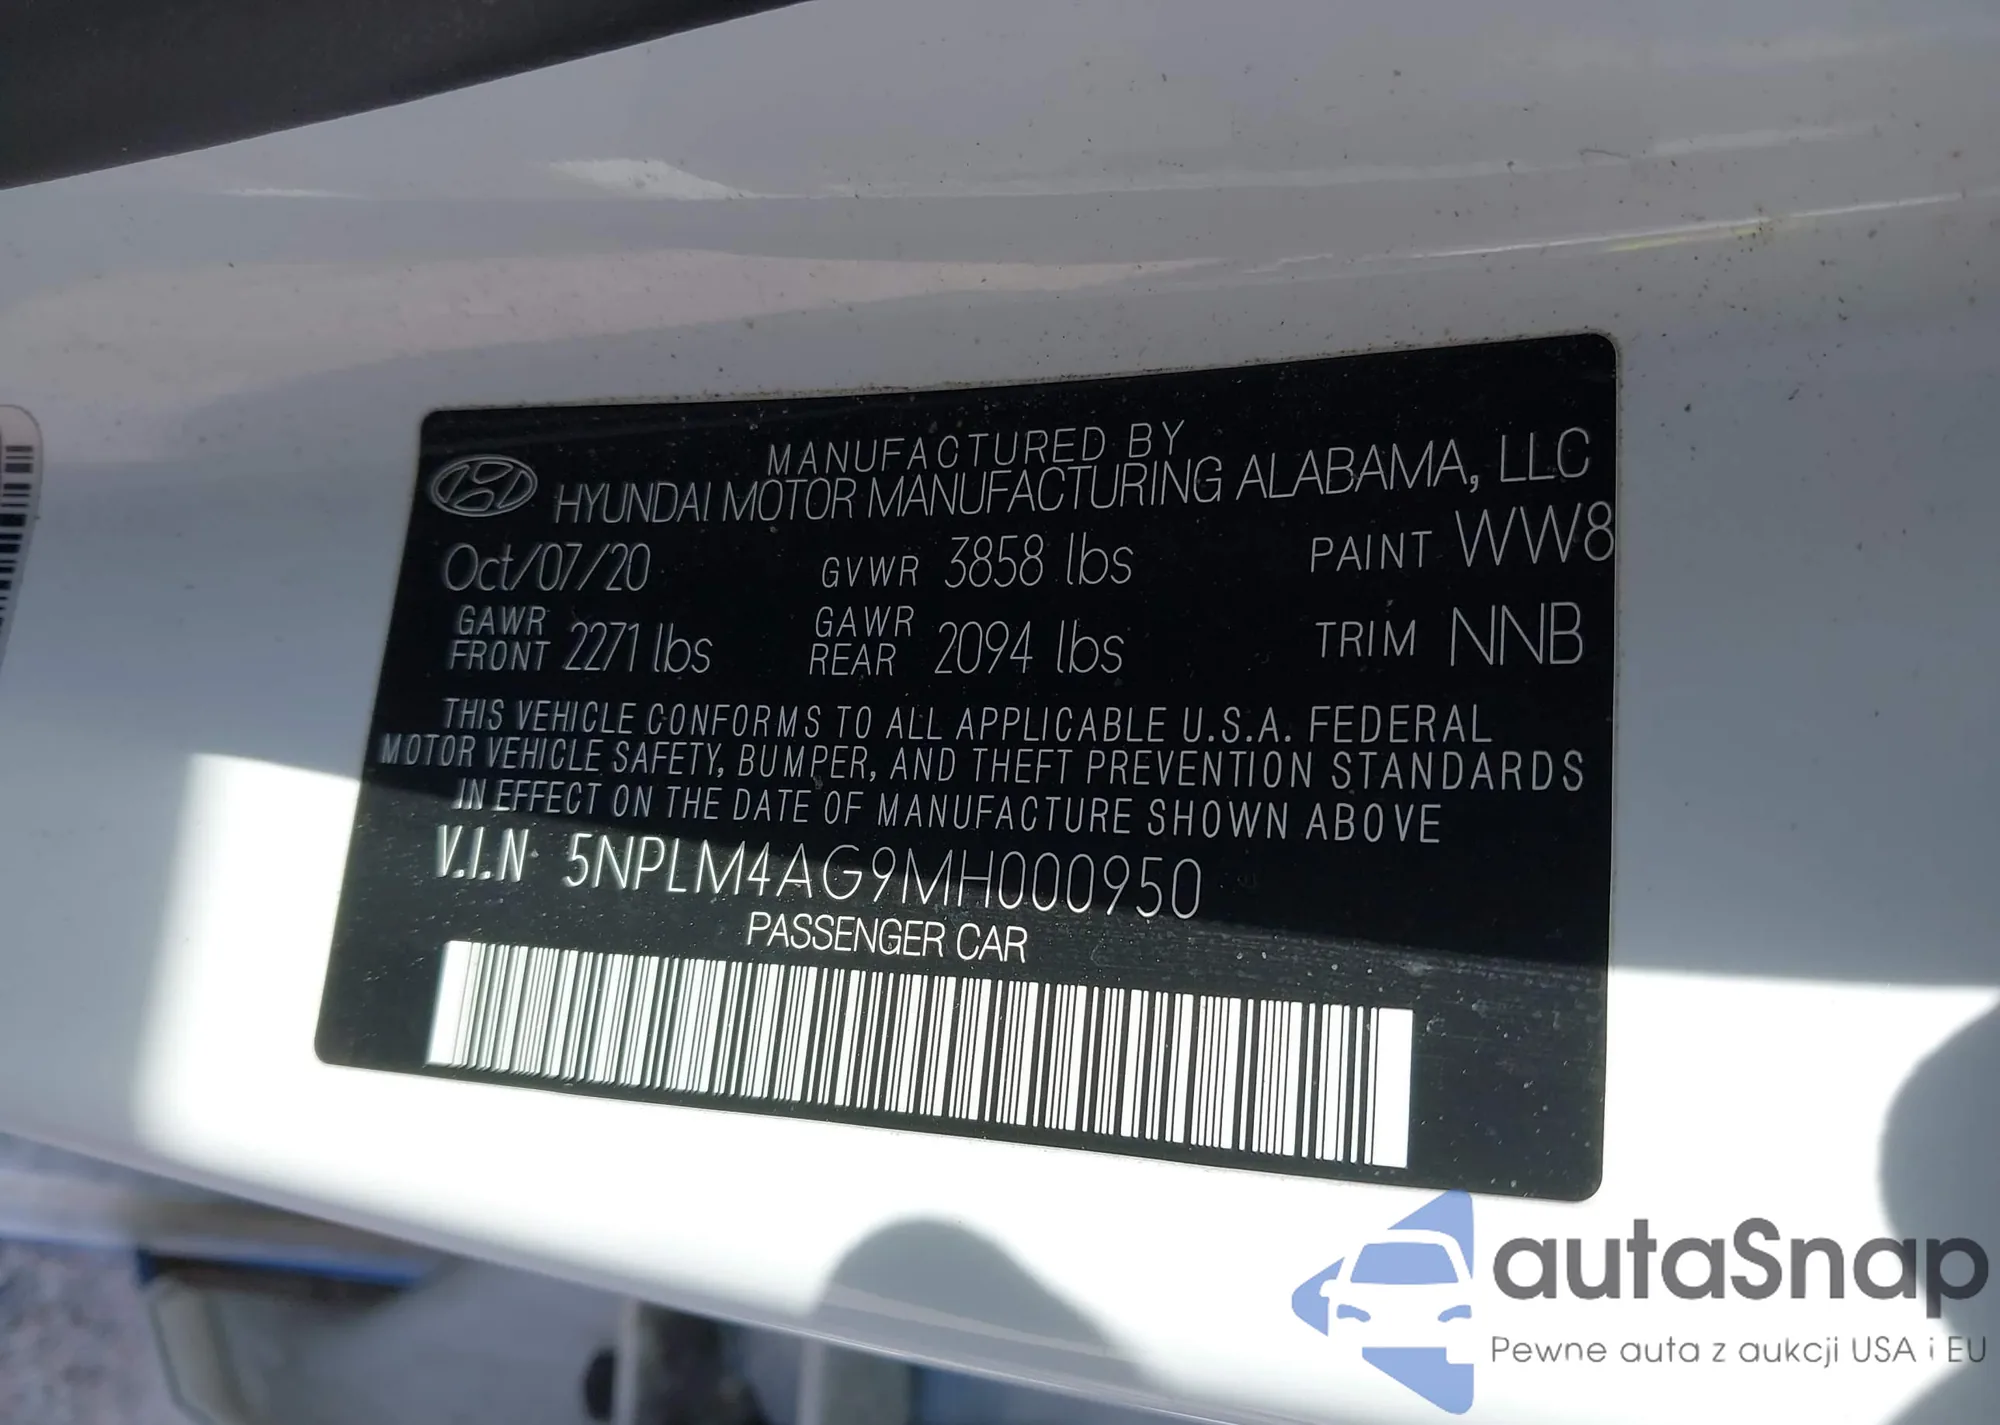 MANUFACTURED BY
HYUNDAI MOTOR MANUFACTURING ALABAMA, LLC
Oct/07/20 GVWR 3858 lbs PAINT WW8
GAWR FRONT 2271 lbs GAWR REAR 2094 lbs TRIM NNB
THIS VEHICLE CONFORMS TO ALL APPLICABLE U.S.A. FEDERAL
MOTOR VEHICLE SAFETY, BUMPER, AND THEFT PREVENTION STANDARDS
IN EFFECT ON THE DATE OF MANUFACTURE SHOWN ABOVE
V.I.N 5NPLM4AG9MH000950
PASSENGER CAR
autaSnap
Pewne auta z aukcji USA i EU